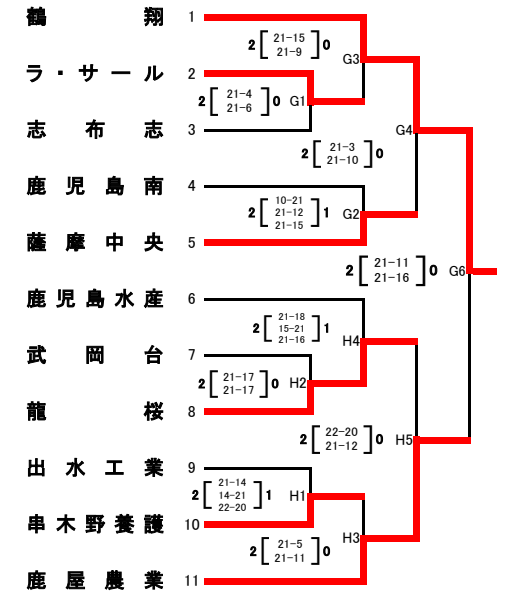 鶴翔 1
2 21-15 21-9 0 G3
ラ・サール 2
2 21-4 21-6 0 G1
志布志 3
G4
2 21-3 21-10 0
鹿児島南 4
2 10-21 21-12 21-15 1 G2
薩摩中央 5
2 21-11 21-16 0 G6
鹿児島水産 6
2 21-18 15-21 21-16 1 H4
武岡台 7
2 21-17 21-17 0 H2
龍桜 8
2 22-20 21-12 0 H5
出水工業 9
2 21-14 14-21 22-20 1 H1
串木野養護 10
2 21-5 21-11 0 H3
鹿屋農業 11